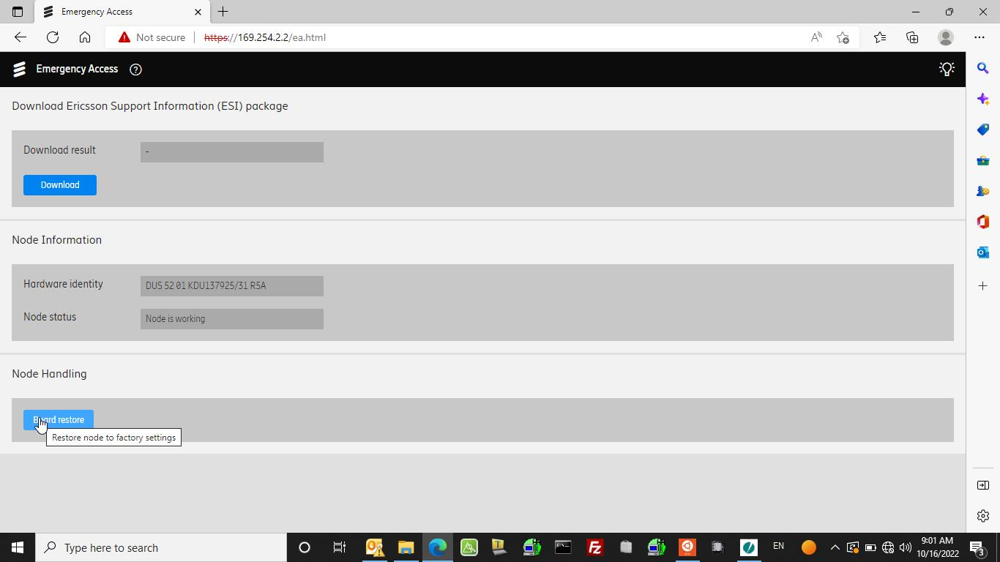 Emergency Access
Not secure
https://169.254.2.2/ea.html
Emergency Access
Download Ericsson Support Information (ESI) package
Download result
-
Download
Node Information
Hardware identity
DUS 52 01 KDU137925/31 R5A
Node status
Node is working
Node Handling
Board restore
Restore node to factory settings
Type here to search
EN
9:01 AM
10/16/2022
3